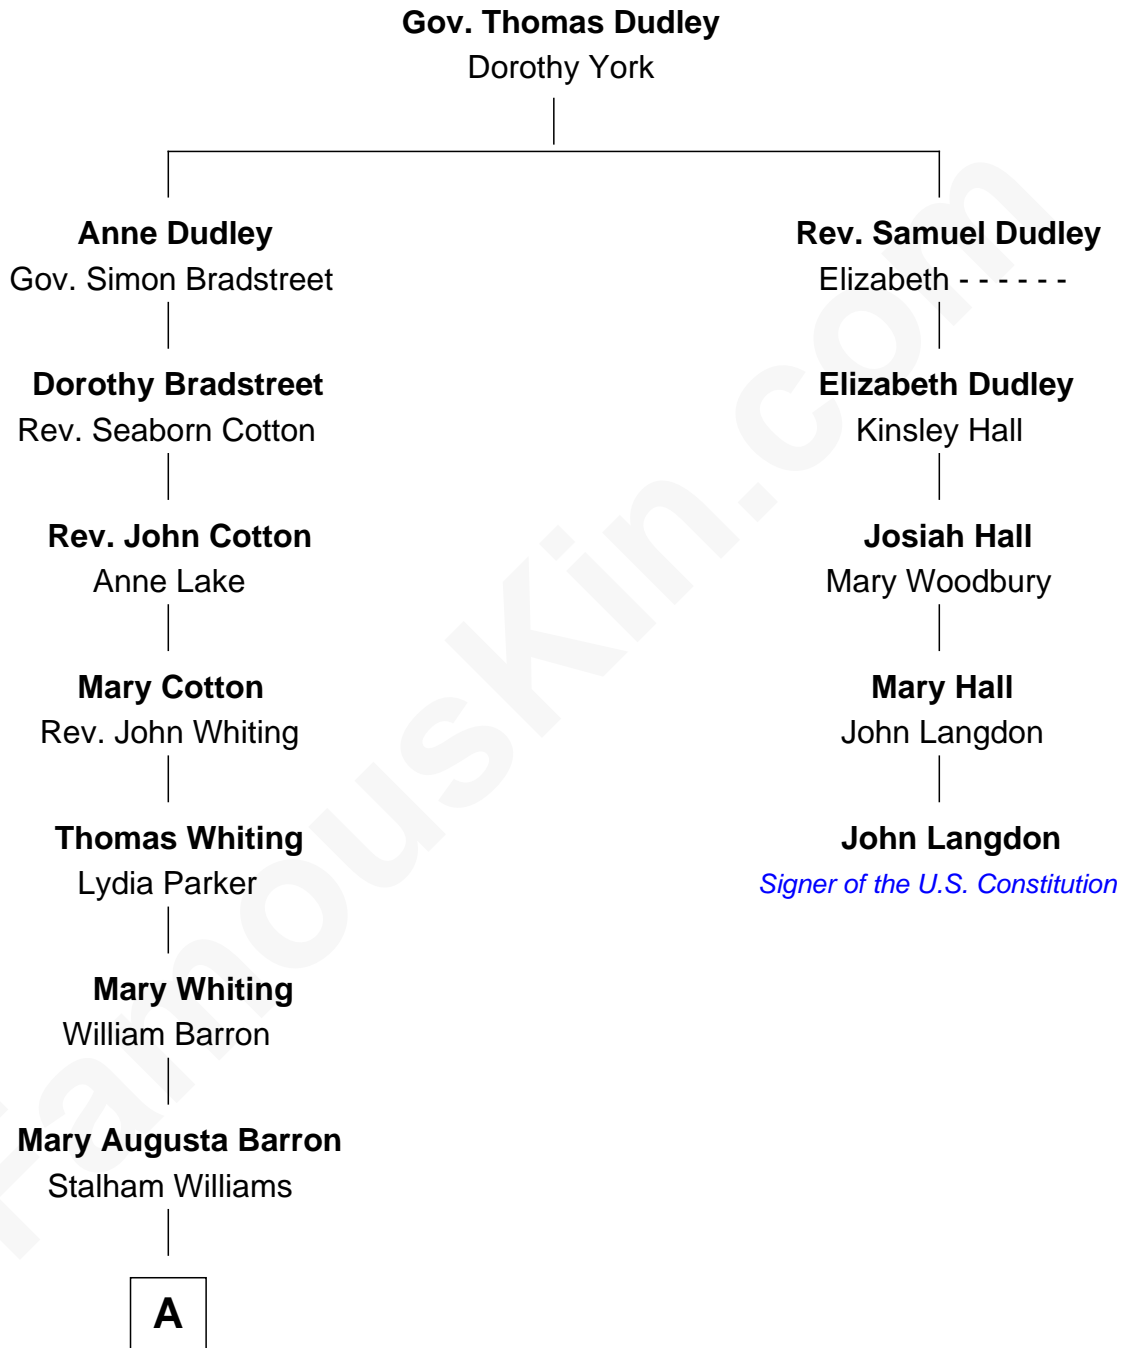 Gov. Thomas Dudley
Dorothy York
Anne Dudley
Gov. Simon Bradstreet
Dorothy Bradstreet
Rev. Seaborn Cotton
Rev. John Cotton
Anne Lake
Mary Cotton
Rev. John Whiting
Thomas Whiting
Lydia Parker
Mary Whiting
William Barron
Mary Augusta Barron
Stalham Williams
A
Rev. Samuel Dudley
Elizabeth - - - - - -
Elizabeth Dudley
Kinsley Hall
Josiah Hall
Mary Woodbury
Mary Hall
John Langdon
John Langdon
Signer of the U.S. Constitution
FamousKin.com